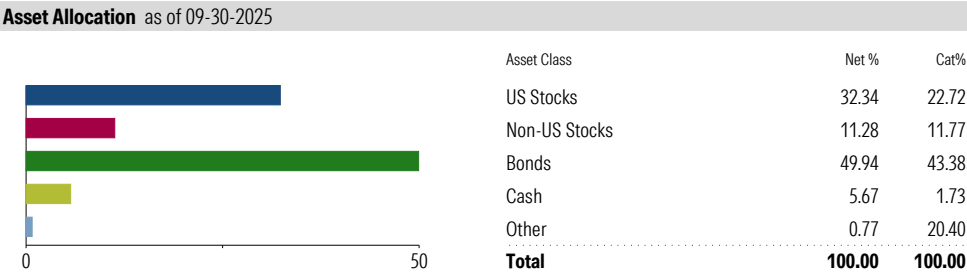 Asset Allocation as of 09-30-2025
Asset Class Net % Cat%
US Stocks 32.34 22.72
Non-US Stocks 11.28 11.77
Bonds 49.94 43.38
Cash 5.67 1.73
Other 0.77 20.40
0 50 Total 100.00 100.00